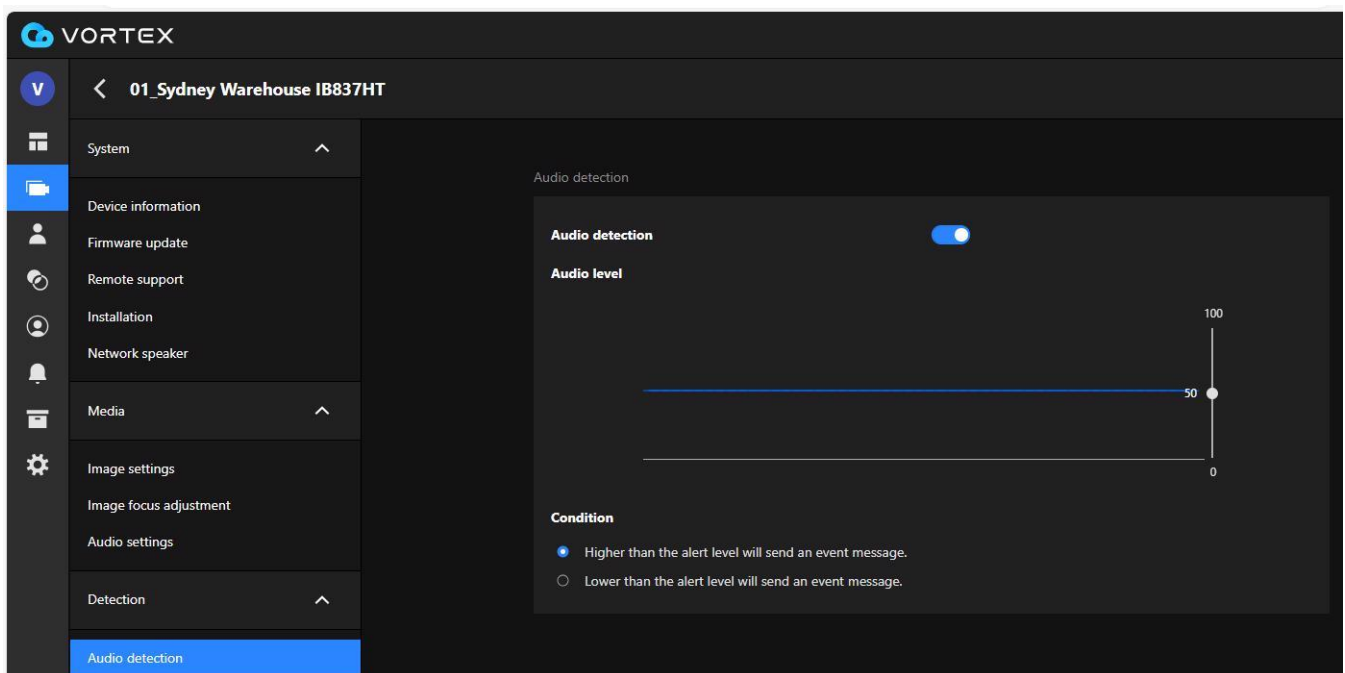 VORTEX
V
01_Sydney Warehouse IB837HT
System
Device information
Firmware update
Remote support
Installation
Network speaker
Media
Image settings
Image focus adjustment
Audio settings
Detection
Audio detection
Audio detection
Audio detection
Audio level
100
50
0
Condition
Higher than the alert level will send an event message.
Lower than the alert level will send an event message.